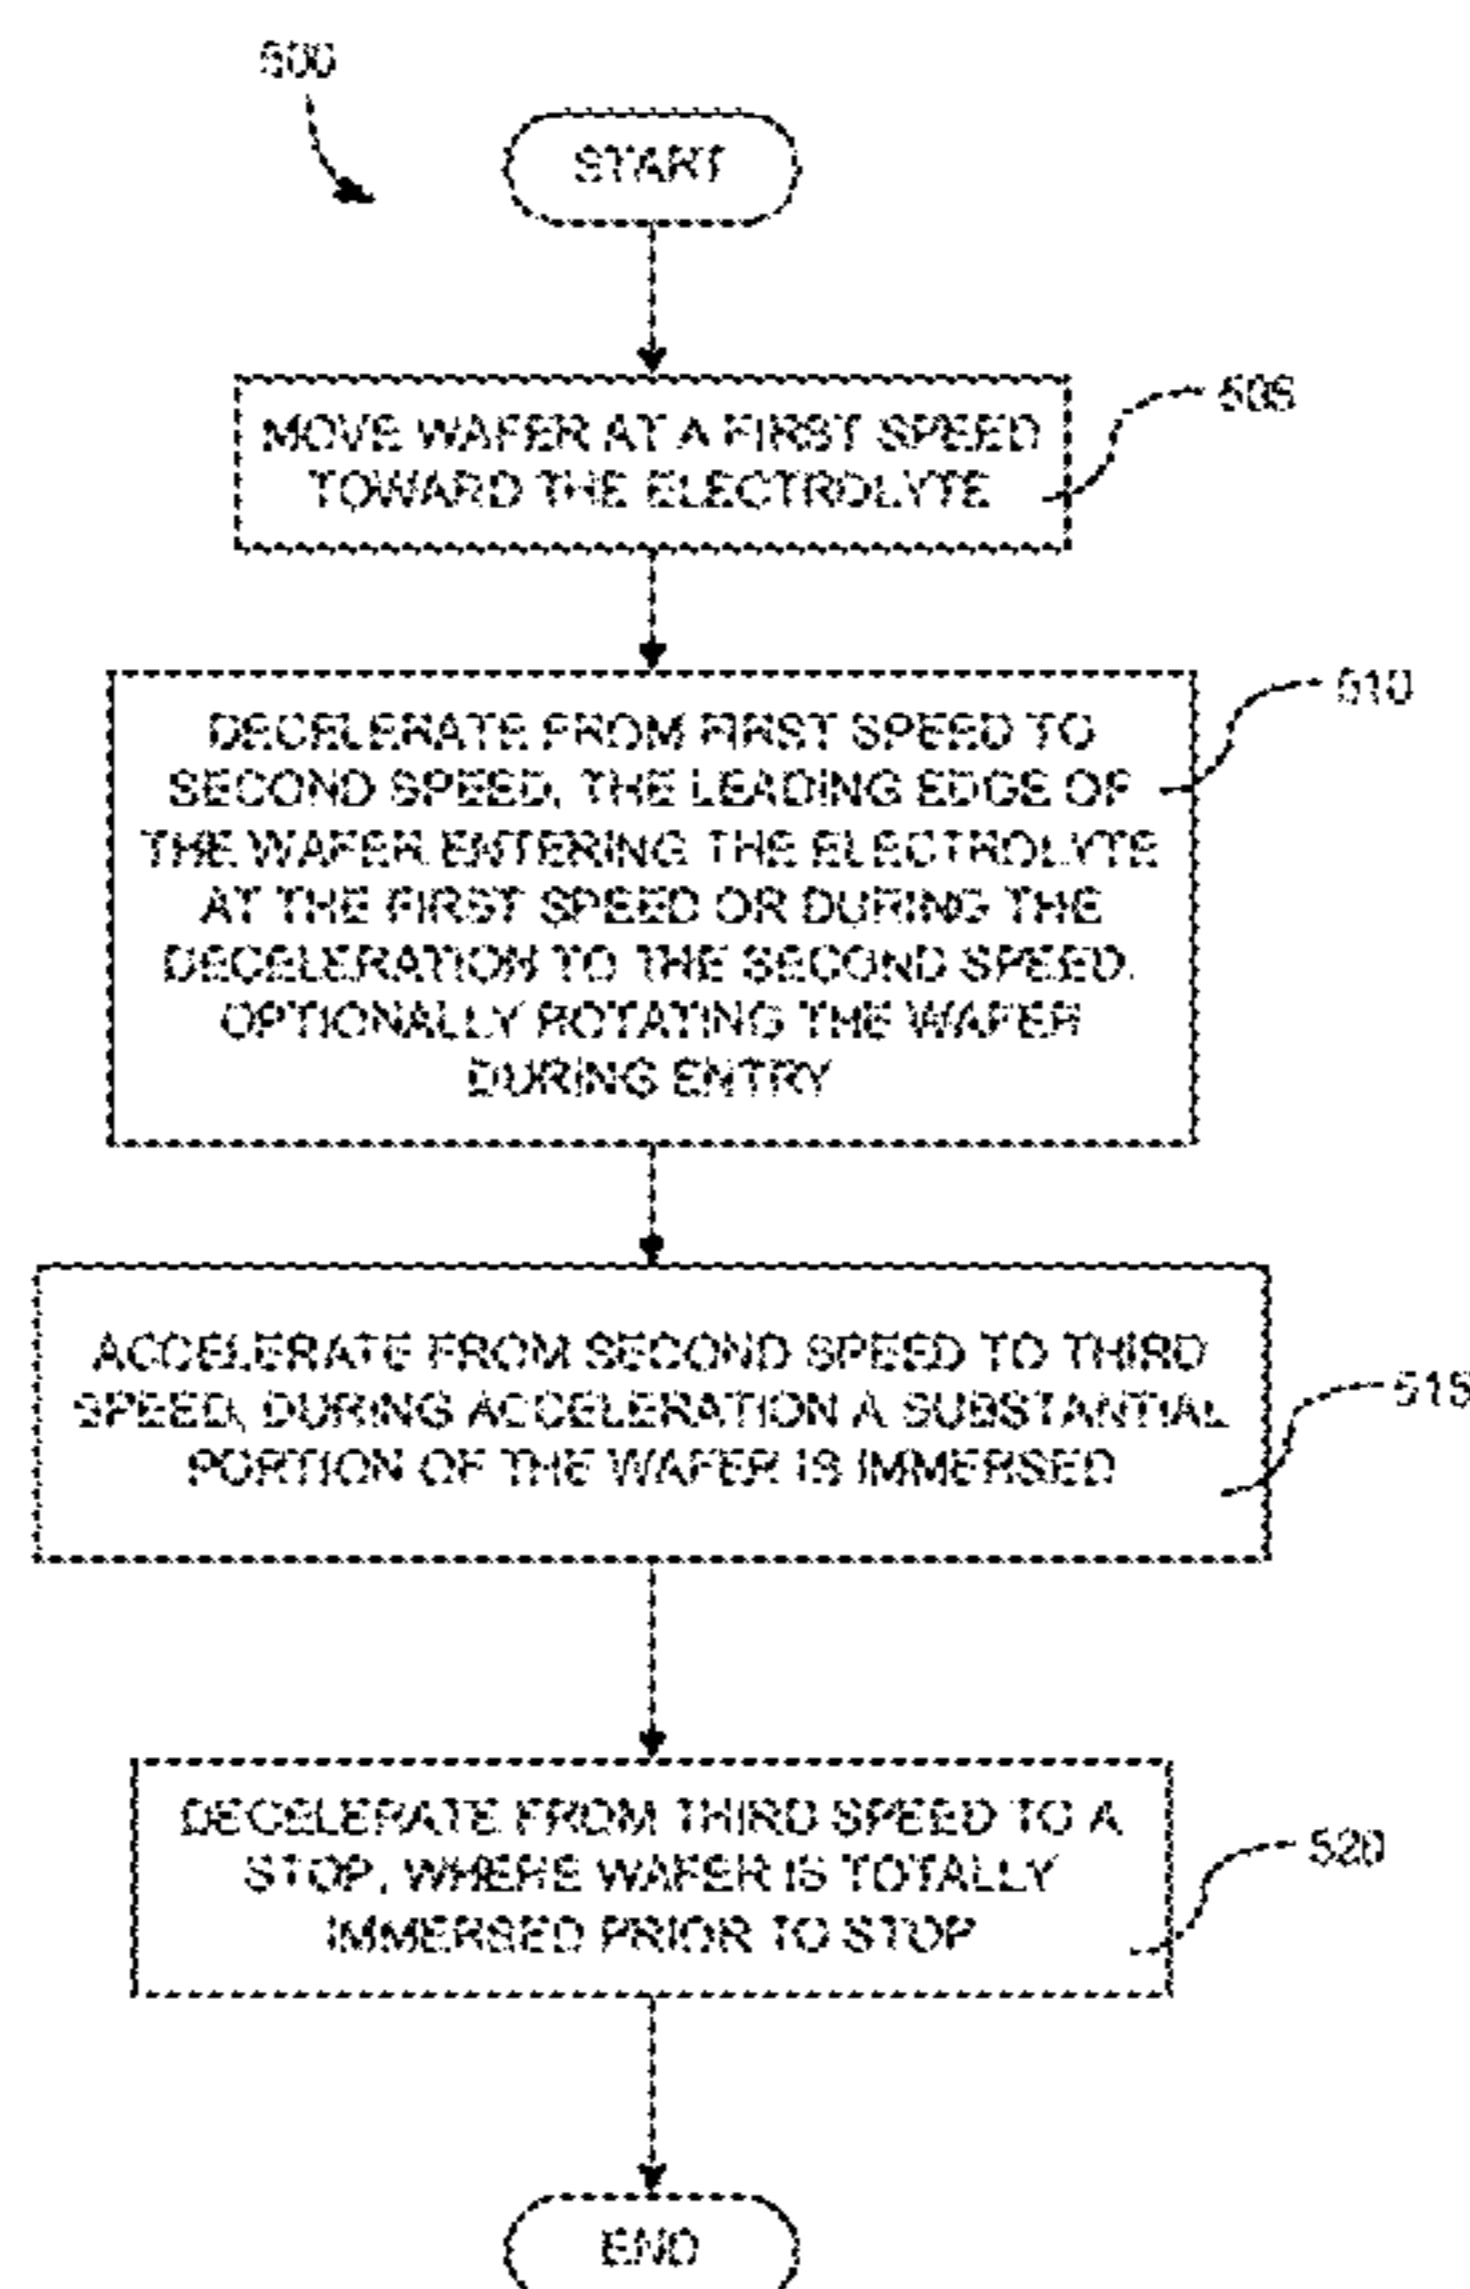 500
START
MOVE WAFER AT A FIRST SPEED
TOWARD THE ELECTROLYTE
505
DECELERATE FROM FIRST SPEED TO
SECOND SPEED, THE LEADING EDGE OF
THE WAFER ENTERING THE ELECTROLYTE
AT THE FIRST SPEED OR DURING THE
DECELERATION TO THE SECOND SPEED.
OPTIONALLY ROTATING THE WAFER
DURING ENTRY
510
ACCELERATE FROM SECOND SPEED TO THIRD
SPEED, DURING ACCELERATION A SUBSTANTIAL
PORTION OF THE WAFER IS IMMERSED
515
DECELERATE FROM THIRD SPEED TO A
STOP, WHERE WAFER IS TOTALLY
IMMERSED PRIOR TO STOP
520
END